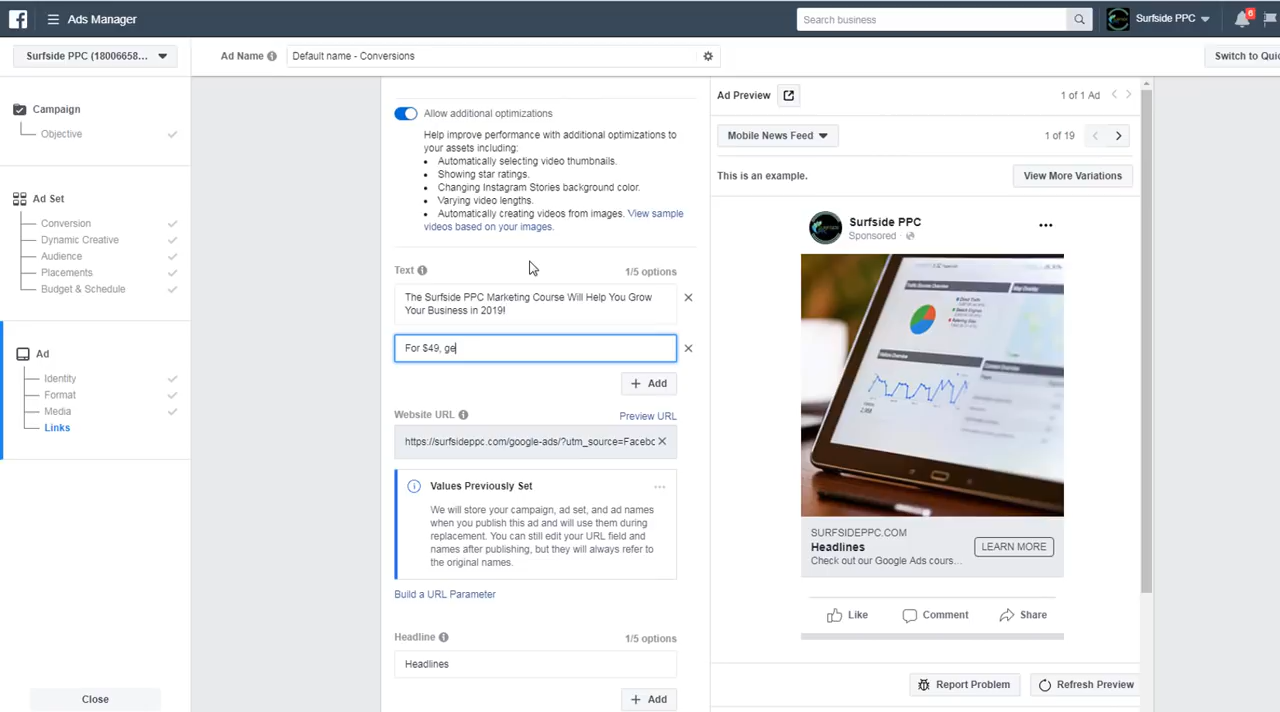 Ads Manager
Search business
Surfside PPC
6
Surfside PPC (18006658...
Ad Name
Default name - Conversions
Switch to Quic
Campaign
Objective
Ad Set
Conversion
Dynamic Creative
Audience
Placements
Budget & Schedule
Ad
Identity
Format
Media
Links
Close
Allow additional optimizations
Help improve performance with additional optimizations to
your assets including:
• Automatically selecting video thumbnails.
• Showing star ratings.
• Changing Instagram Stories background color.
• Varying video lengths.
• Automatically creating videos from images. View sample
videos based on your images.
Text
1/5 options
The Surfside PPC Marketing Course Will Help You Grow
Your Business in 2019!
For $49, ge
+ Add
Website URL
Preview URL
https://surfsideppc.com/google-ads/?utm_source=Facebc
Values Previously Set
We will store your campaign, ad set, and ad names
when you publish this ad and will use them during
replacement. You can still edit your URL field and
names after publishing, but they will always refer to
the original names.
Build a URL Parameter
Headline
1/5 options
Headlines
+ Add
Ad Preview
1 of 1 Ad
Mobile News Feed
1 of 19
This is an example.
View More Variations
Surfside PPC
Sponsored ·
SURFSIDEPPC.COM
Headlines
LEARN MORE
Check out our Google Ads cours...
Like
Comment
Share
Report Problem
Refresh Preview